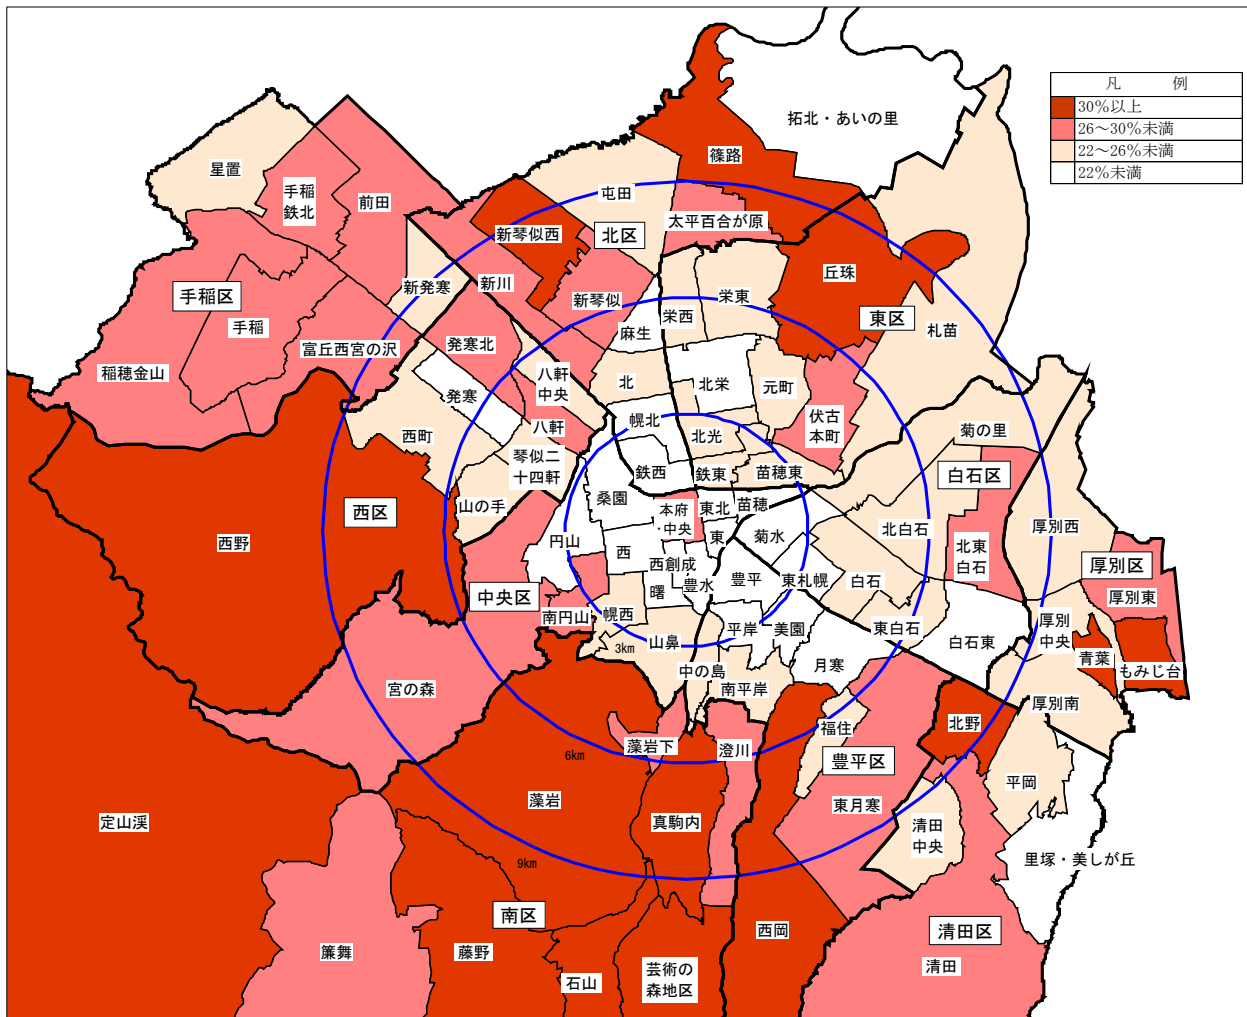 凡　例
30%以上
26～30%未満
22～26%未満
22%未満
拓北・あいの里
篠路
星置
手稲
鉄北
前田
屯田
太平百合が原
新琴似西
北区
丘珠
新発寒
新川
新琴似
栄東
手稲区
手稲
麻生
栄西
東区
札苗
稲穂金山
富丘西宮の沢
発寒北
八軒
中央
北
北栄
元町
発寒
八軒
幌北
北光
伏古
本町
菊の里
西町
琴似二
十四軒
鉄西
鉄東
苗穂東
白石区
西区
山の手
桑園
本府
・中央
東北
苗穂
北白石
厚別西
西野
円山
西
西創成
東
菊水
北東
白石
厚別区
中央区
曙
豊水
豊平
東札幌
白石
厚別東
南円山
幌西
山鼻
平岸
美園
東白石
白石東
厚別
中央
3km
青葉
もみじ台
宮の森
中の島
南平岸
月寒
厚別南
藻岩下
澄川
福住
北野
6km
豊平区
平岡
定山渓
藻岩
真駒内
東月寒
清田
中央
9km
里塚・美しが丘
南区
西岡
清田区
簾舞
藤野
石山
芸術の
森地区
清田